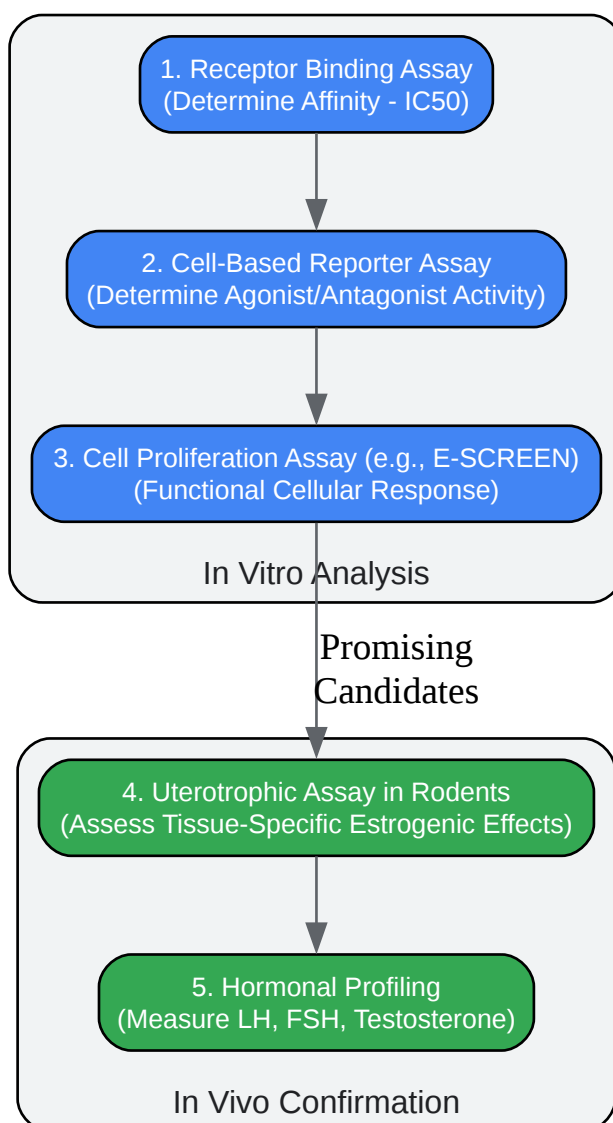 1. Receptor Binding Assay
(Determine Affinity - IC50)
2. Cell-Based Reporter Assay
(Determine Agonist/Antagonist Activity)
3. Cell Proliferation Assay (e.g., E-SCREEN)
(Functional Cellular Response)
In Vitro Analysis
Promising
Candidates
4. Uterotrophic Assay in Rodents
(Assess Tissue-Specific Estrogenic Effects)
5. Hormonal Profiling
(Measure LH, FSH, Testosterone)
In Vivo Confirmation